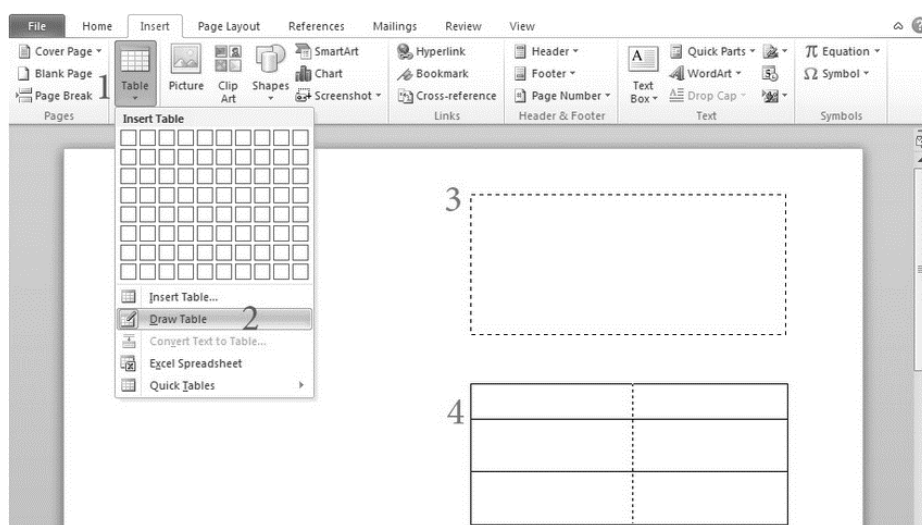 File Home Insert Page Layout References Mailings Review View
Cover Page
Blank Page
Page Break
Pages
1
Table
Picture
Clip
Art
Shapes
SmartArt
Chart
Screenshot
Hyperlink
Bookmark
Cross-reference
Links
Header
Footer
Page Number
Header & Footer
A
Text
Box
Quick Parts
WordArt
Drop Cap
Text
π Equation
Ω Symbol
Symbols
Insert Table
Insert Table...
Draw Table 2
Convert Text to Table...
Excel Spreadsheet
Quick Tables
3
4